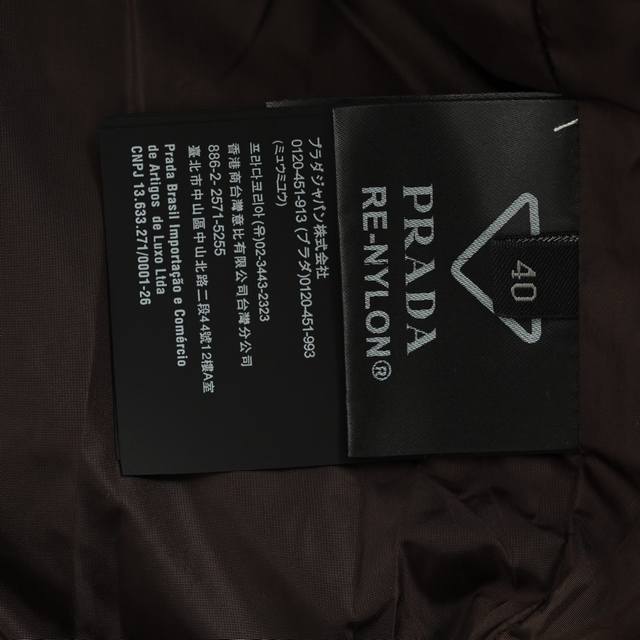 40
PRADA
RE-NYLON®
プラダジャパン株式会社
0120-451-913 (プラダ)0120-451-993
(ミュウミュウ)
프라다코리아 (유)02-3443-2323
香港商台灣意比有限公司台灣分公司
886-2-2571-5255
臺北市中山區中山北路二段44號12樓A室
Prada Brasil Importação e Comércio
de Artigos de Luxo Ltda
CNPJ 13.633.271/0001-26